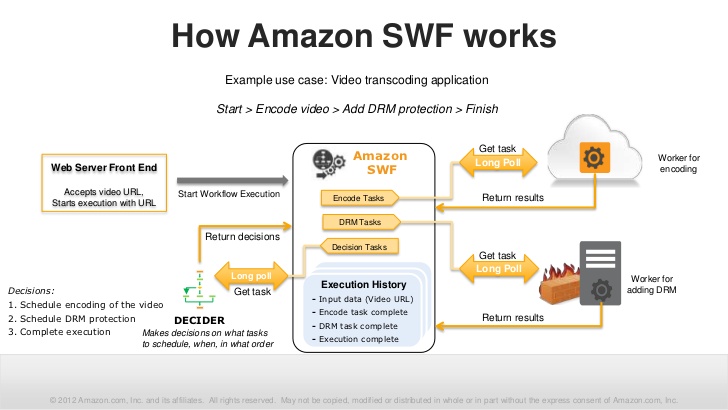 How Amazon SWF works
Example use case: Video transcoding application
Start > Encode video > Add DRM protection > Finish
Web Server Front End
Accepts video URL,
Starts execution with URL
Start Workflow Execution
Amazon
SWF
Encode Tasks
DRM Tasks
Decision Tasks
Get task
Long Poll
Return results
Worker for
encoding
Return decisions
Long poll
Get task
Get task
Long Poll
Return results
Worker for
adding DRM
Execution History
- Input data (Video URL)
- Encode task complete
- DRM task complete
- Execution complete
Decisions:
1. Schedule encoding of the video
2. Schedule DRM protection
3. Complete execution
DECIDER
Makes decisions on what tasks
to schedule, when, in what order
© 2012 Amazon.com, Inc. and its affiliates. All rights reserved. May not be copied, modified or distributed in whole or in part without the express consent of Amazon.com, Inc.